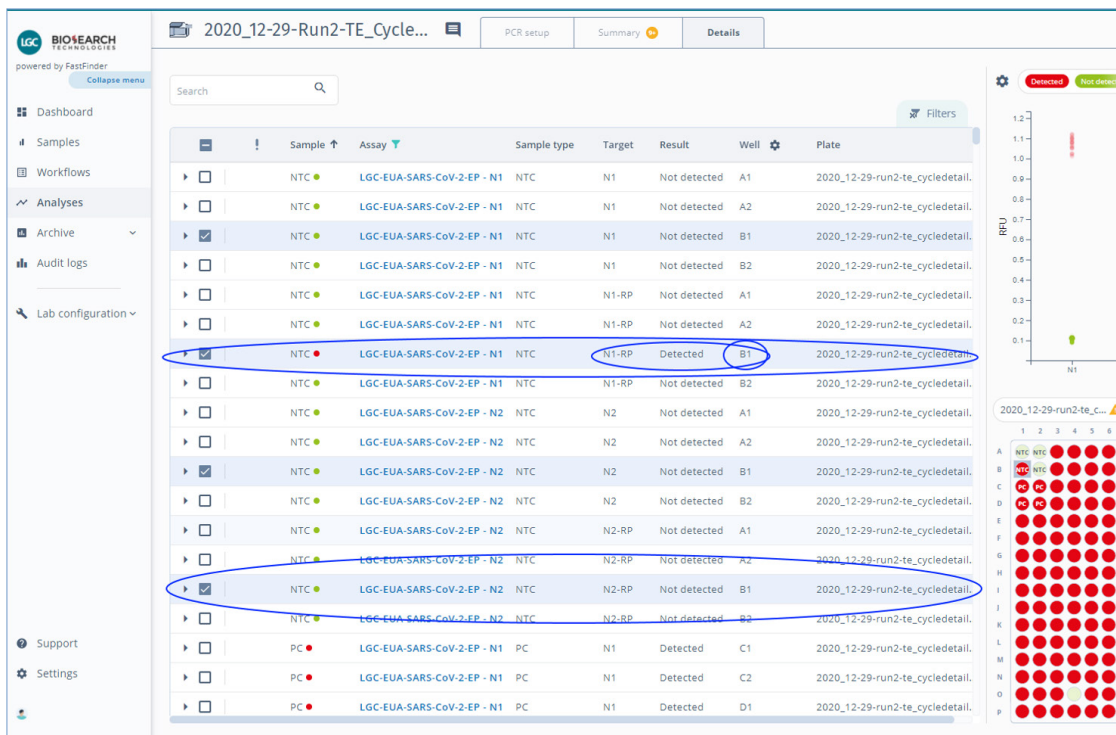 LGC BIOSEARCH
TECHNOLOGIES
powered by FastFinder
Collapse menu
Dashboard
Samples
Workflows
Analyses
Archive
Audit logs
Lab configuration
Support
Settings
2020_12-29-Run2-TE_Cycle...
PCR setup
Summary 9+
Details
Search
Filters
! Sample Assay Sample type Target Result Well Plate
NTC LGC-EUA-SARS-CoV-2-EP - N1 NTC N1 Not detected A1 2020_12-29-run2-te_cycledetail.
NTC LGC-EUA-SARS-CoV-2-EP - N1 NTC N1 Not detected A2 2020_12-29-run2-te_cycledetail.
NTC LGC-EUA-SARS-CoV-2-EP - N1 NTC N1 Not detected B1 2020_12-29-run2-te_cycledetail.
NTC LGC-EUA-SARS-CoV-2-EP - N1 NTC N1 Not detected B2 2020_12-29-run2-te_cycledetail.
NTC LGC-EUA-SARS-CoV-2-EP - N1 NTC N1-RP Not detected A1 2020_12-29-run2-te_cycledetail.
NTC LGC-EUA-SARS-CoV-2-EP - N1 NTC N1-RP Not detected A2 2020_12-29-run2-te_cycledetail.
NTC LGC-EUA-SARS-CoV-2-EP - N1 NTC N1-RP Detected B1 2020_12-29-run2-te_cycledetail.
NTC LGC-EUA-SARS-CoV-2-EP - N1 NTC N1-RP Not detected B2 2020_12-29-run2-te_cycledetail.
NTC LGC-EUA-SARS-CoV-2-EP - N2 NTC N2 Not detected A1 2020_12-29-run2-te_cycledetail.
NTC LGC-EUA-SARS-CoV-2-EP - N2 NTC N2 Not detected A2 2020_12-29-run2-te_cycledetail.
NTC LGC-EUA-SARS-CoV-2-EP - N2 NTC N2 Not detected B1 2020_12-29-run2-te_cycledetail.
NTC LGC-EUA-SARS-CoV-2-EP - N2 NTC N2 Not detected B2 2020_12-29-run2-te_cycledetail.
NTC LGC-EUA-SARS-CoV-2-EP - N2 NTC N2-RP Not detected A1 2020_12-29-run2-te_cycledetail.
NTC LGC-EUA-SARS-CoV-2-EP - N2 NTC N2-RP Not detected A2 2020_12-29-run2-te_cycledetail.
NTC LGC-EUA-SARS-CoV-2-EP - N2 NTC N2-RP Not detected B1 2020_12-29-run2-te_cycledetail.
NTC LGC-EUA-SARS-CoV-2-EP - N2 NTC N2-RP Not detected B2 2020_12-29-run2-te_cycledetail.
PC LGC-EUA-SARS-CoV-2-EP - N1 PC N1 Detected C1 2020_12-29-run2-te_cycledetail.
PC LGC-EUA-SARS-CoV-2-EP - N1 PC N1 Detected C2 2020_12-29-run2-te_cycledetail.
PC LGC-EUA-SARS-CoV-2-EP - N1 PC N1 Detected D1 2020_12-29-run2-te_cycledetail.
Detected Not detec
RFU
1.2
1.1
1.0
0.9
0.8
0.7
0.6
0.5
0.4
0.3
0.2
0.1
N1
2020_12-29-run2-te_c...
1 2 3 4 5 6
A NTC NTC
B NTC NTC
C PC PC
D PC PC
E
F
G
H
I
J
K
L
M
N
O
P